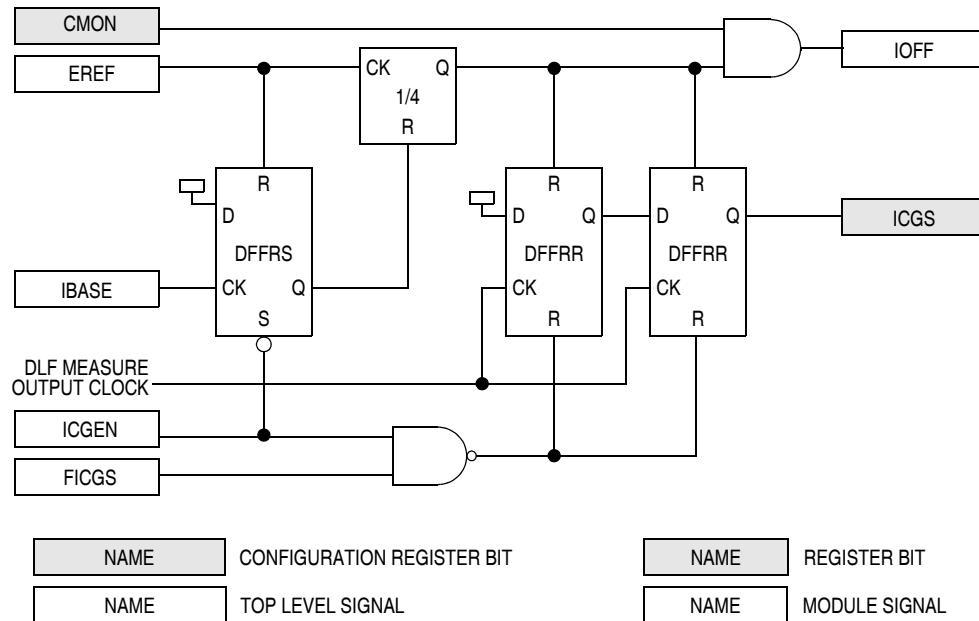 CMON
IOFF
EREF
CK Q
1/4
R
R
D
DFFRS
CK Q
S
R
D Q
DFFRR
CK
R
R
D Q
DFFRR
CK
R
ICGS
IBASE
DLF MEASURE
OUTPUT CLOCK
ICGEN
FICGS
NAME CONFIGURATION REGISTER BIT
NAME REGISTER BIT
NAME TOP LEVEL SIGNAL
NAME MODULE SIGNAL